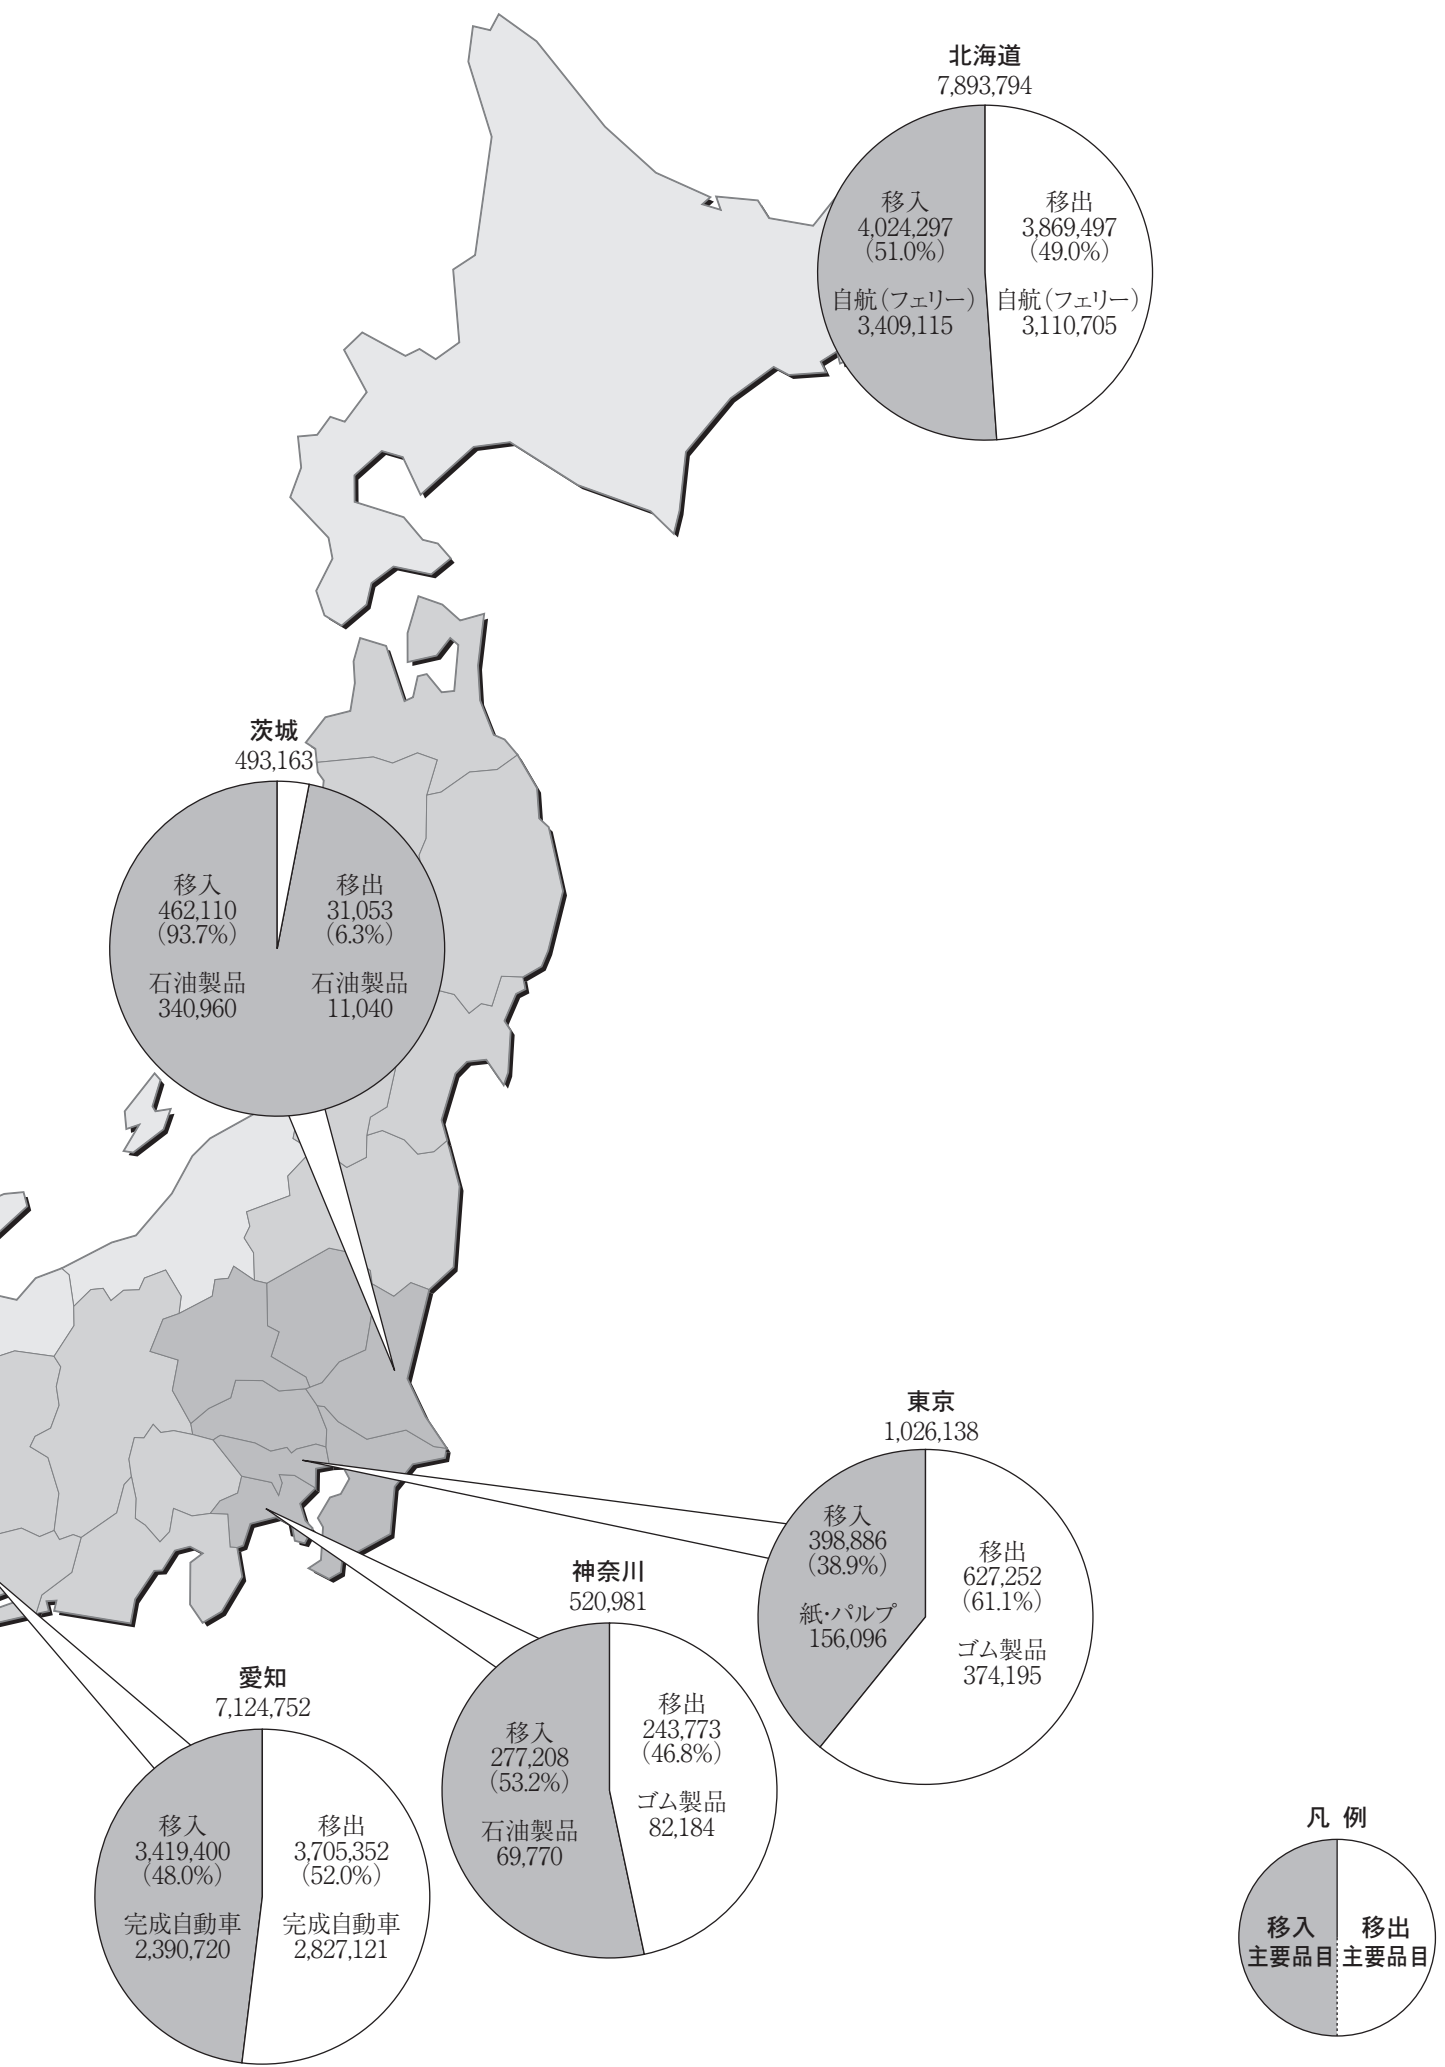 北海道
7,893,794
移入
4,024,297
(51.0%)
自航(フェリー)
3,409,115
移出
3,869,497
(49.0%)
自航(フェリー)
3,110,705
茨城
493,163
移入
462,110
(93.7%)
石油製品
340,960
移出
31,053
(6.3%)
石油製品
11,040
東京
1,026,138
移入
398,886
(38.9%)
紙・パルプ
156,096
移出
627,252
(61.1%)
ゴム製品
374,195
神奈川
520,981
移入
277,208
(53.2%)
石油製品
69,770
移出
243,773
(46.8%)
ゴム製品
82,184
愛知
7,124,752
移入
3,419,400
(48.0%)
完成自動車
2,390,720
移出
3,705,352
(52.0%)
完成自動車
2,827,121
凡 例
移入
主要品目
移出
主要品目